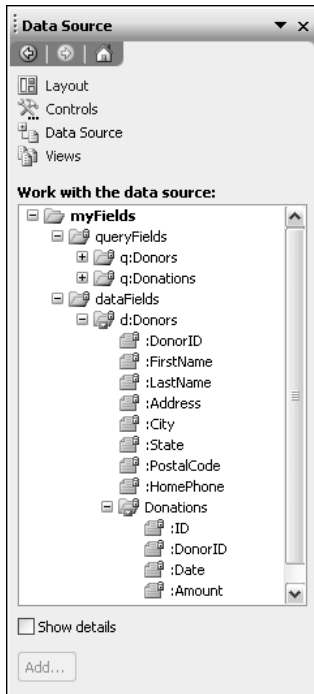 Data Source
Layout
Controls
Data Source
Views
Work with the data source:
myFields
queryFields
q:Donors
q:Donations
dataFields
d:Donors
:DonorID
:FirstName
:LastName
:Address
:City
:State
:PostalCode
:HomePhone
Donations
:ID
:DonorID
:Date
:Amount
Show details
Add...